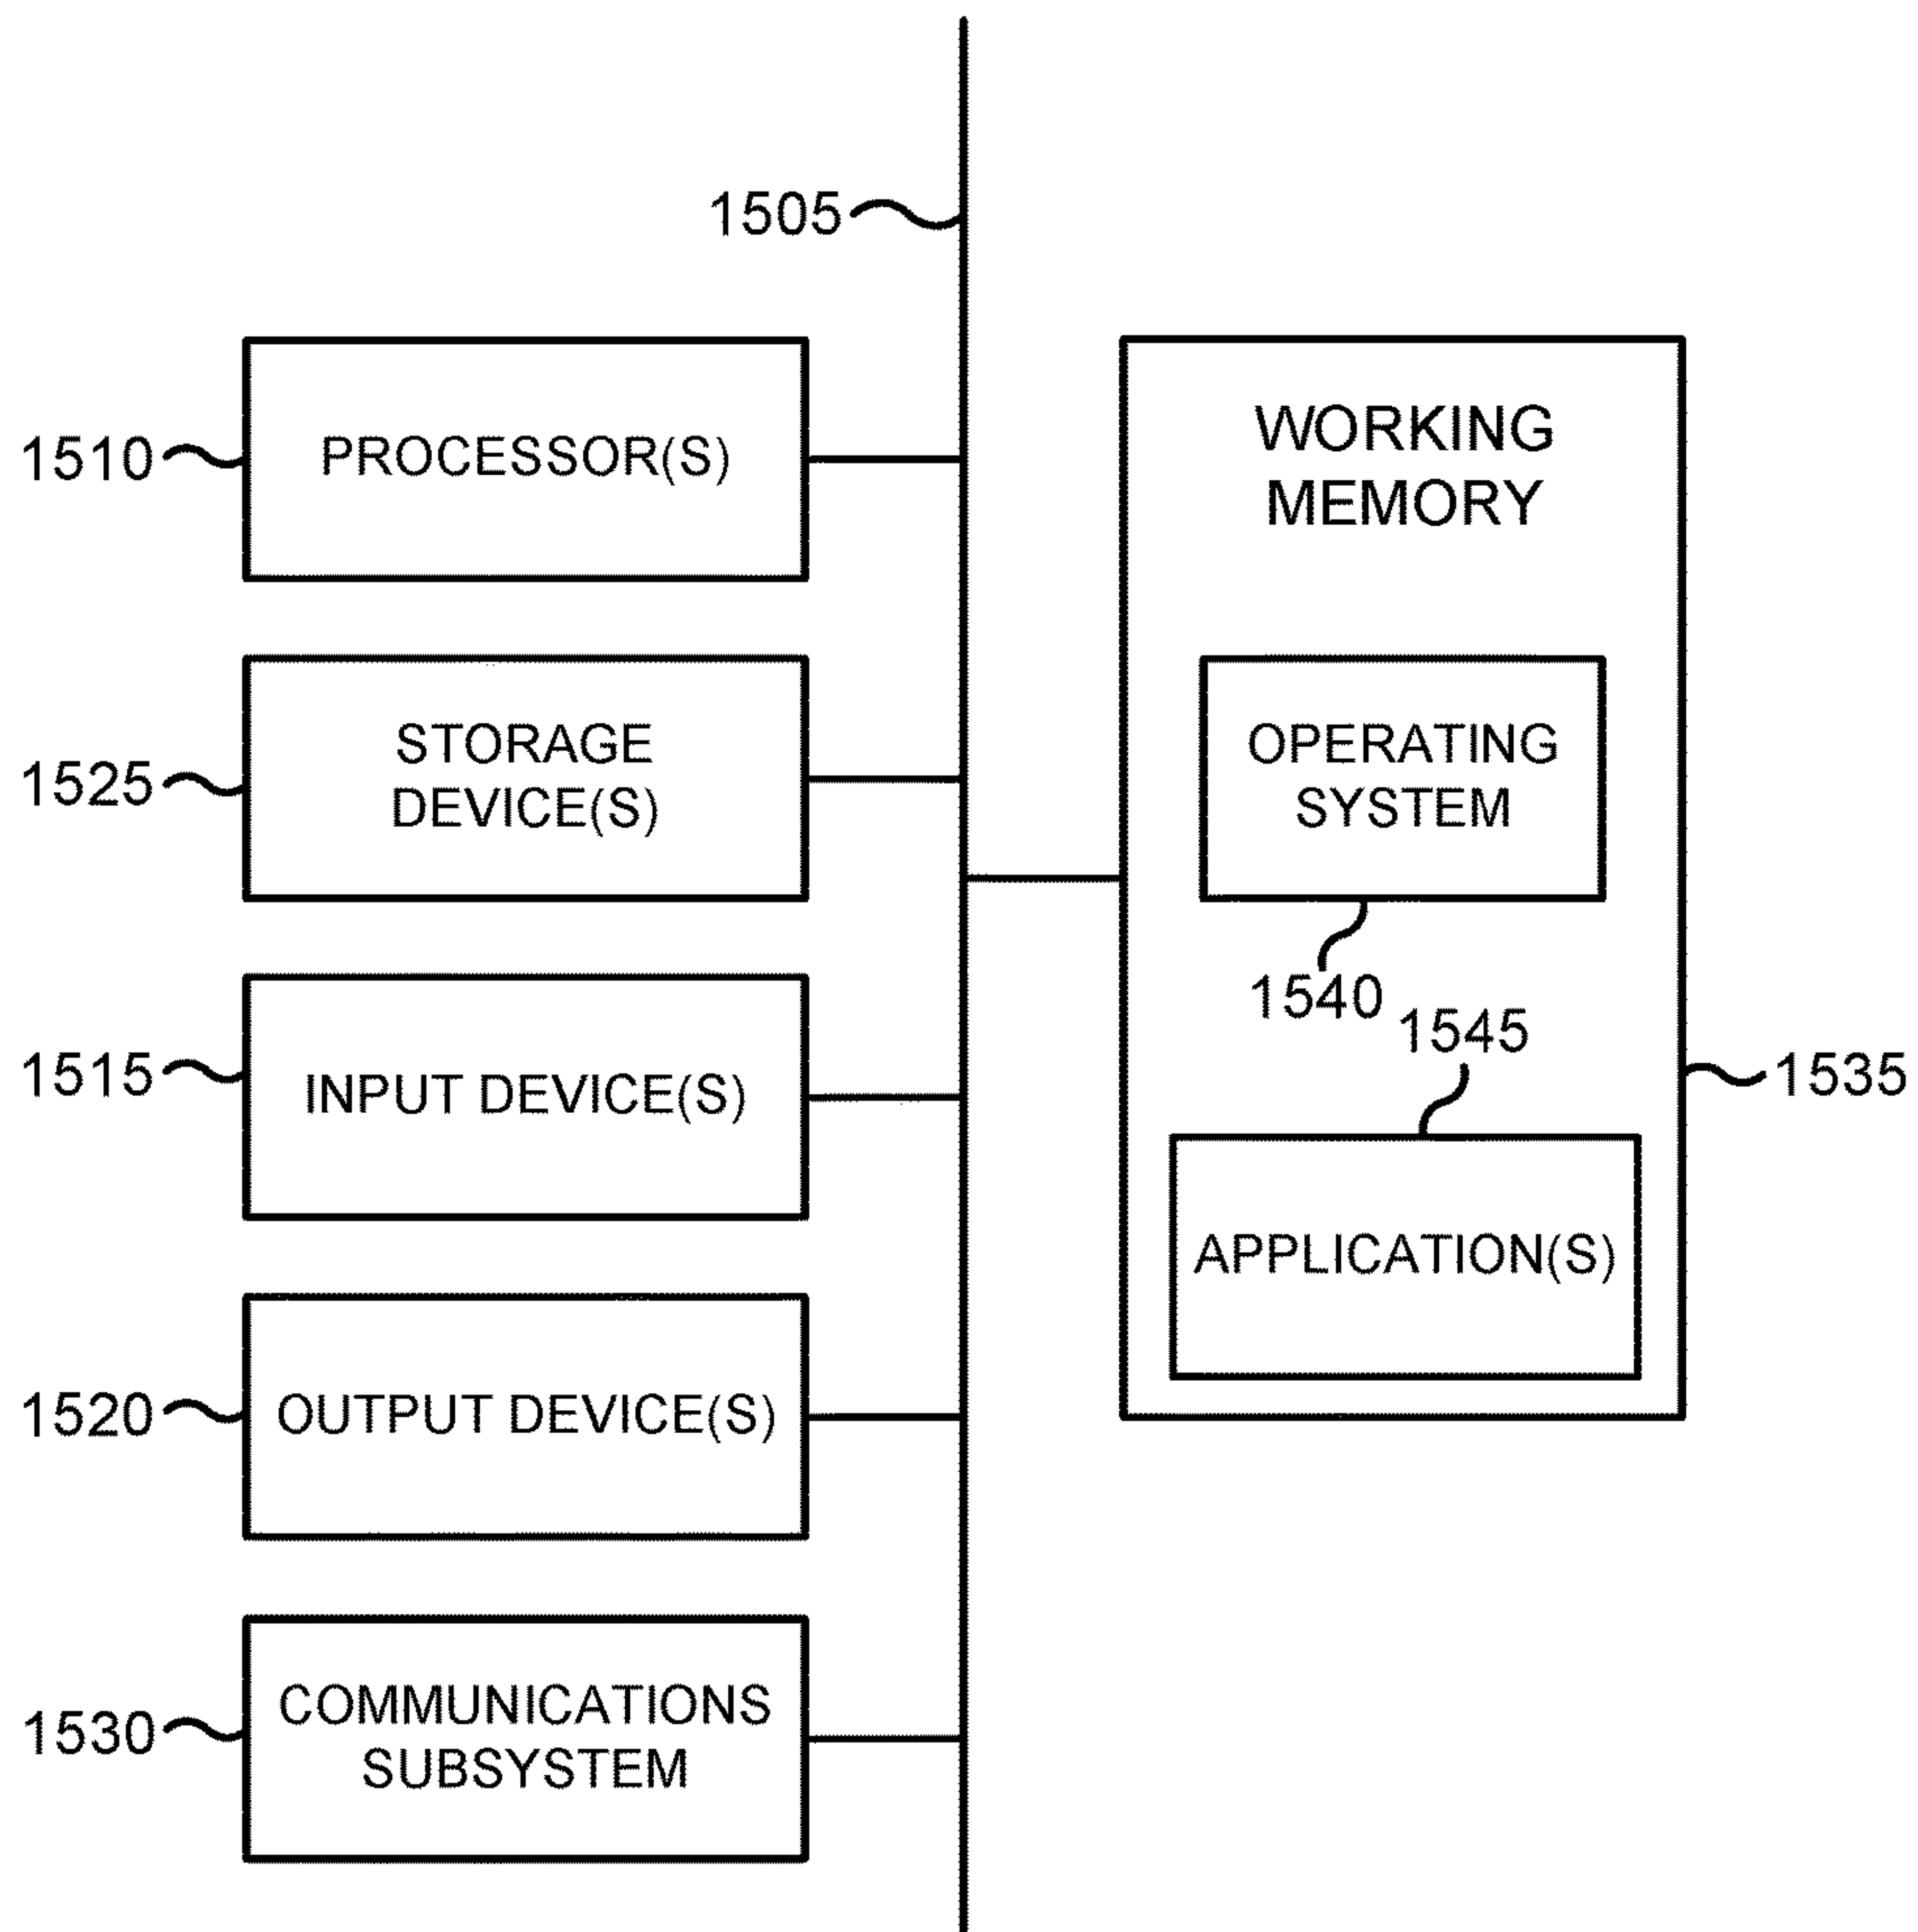 1505
1510
PROCESSOR(S)
1525
STORAGE
DEVICE(S)
1515
INPUT DEVICE(S)
1520
OUTPUT DEVICE(S)
1530
COMMUNICATIONS
SUBSYSTEM
WORKING
MEMORY
OPERATING
SYSTEM
1540
1545
1535
APPLICATION(S)